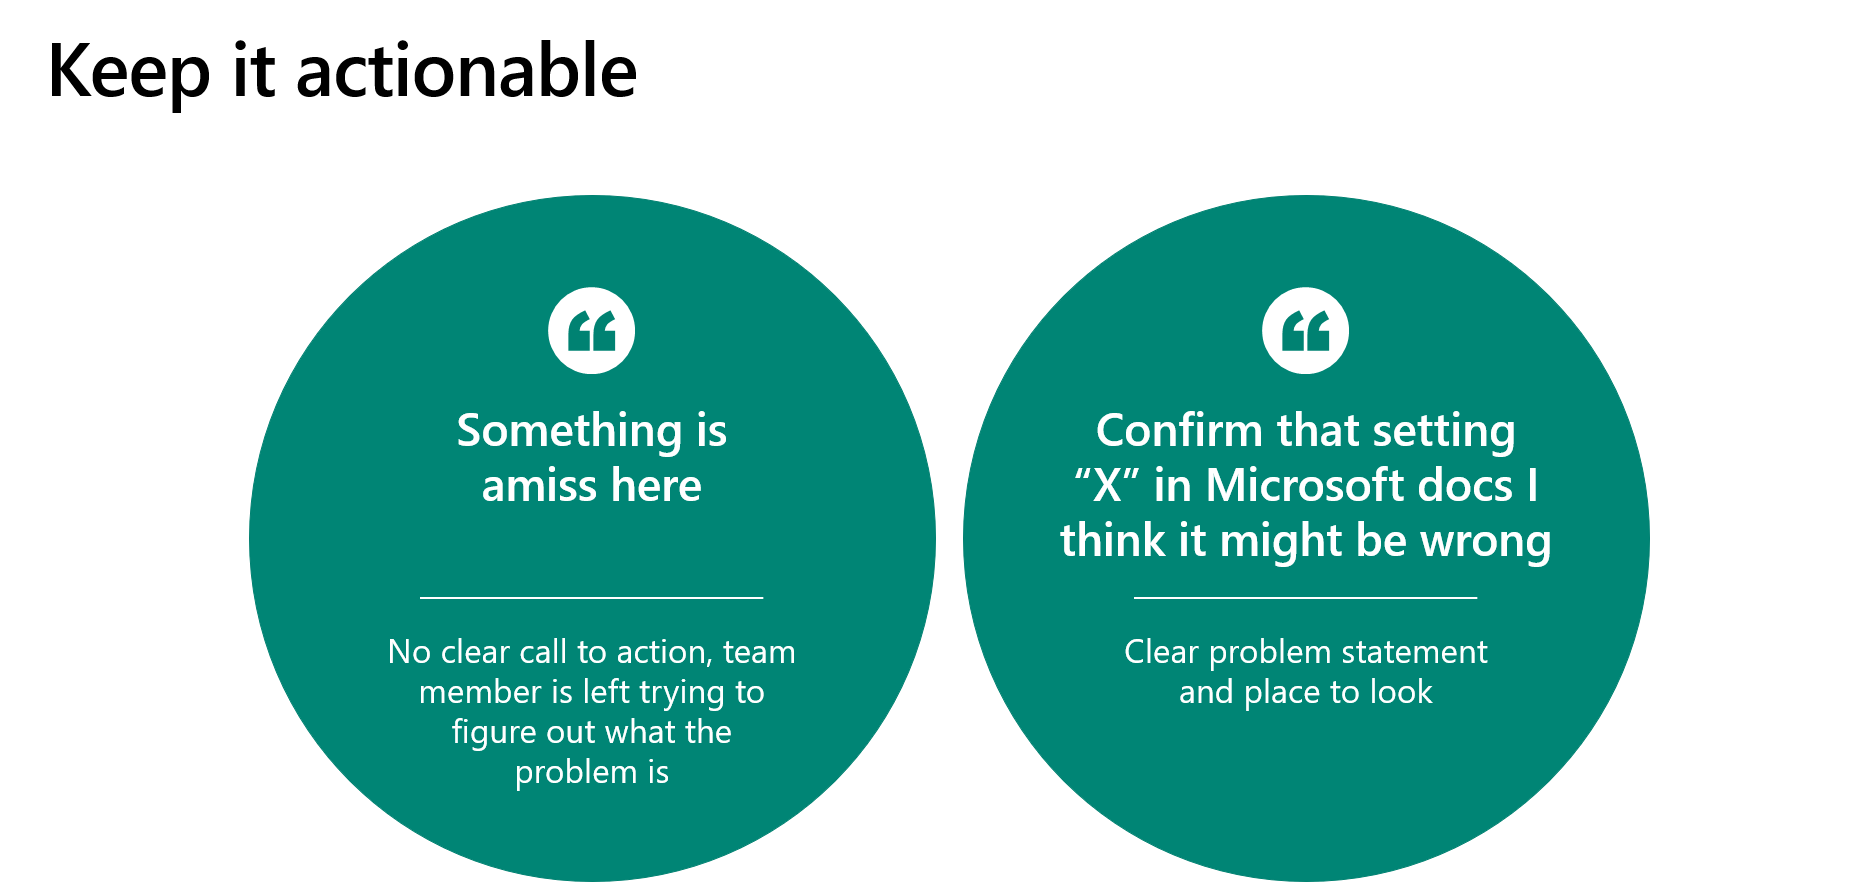 Keep it actionable
Something is
amiss here
No clear call to action, team
member is left trying to
figure out what the
problem is
Confirm that setting
“X” in Microsoft docs I
think it might be wrong
Clear problem statement
and place to look